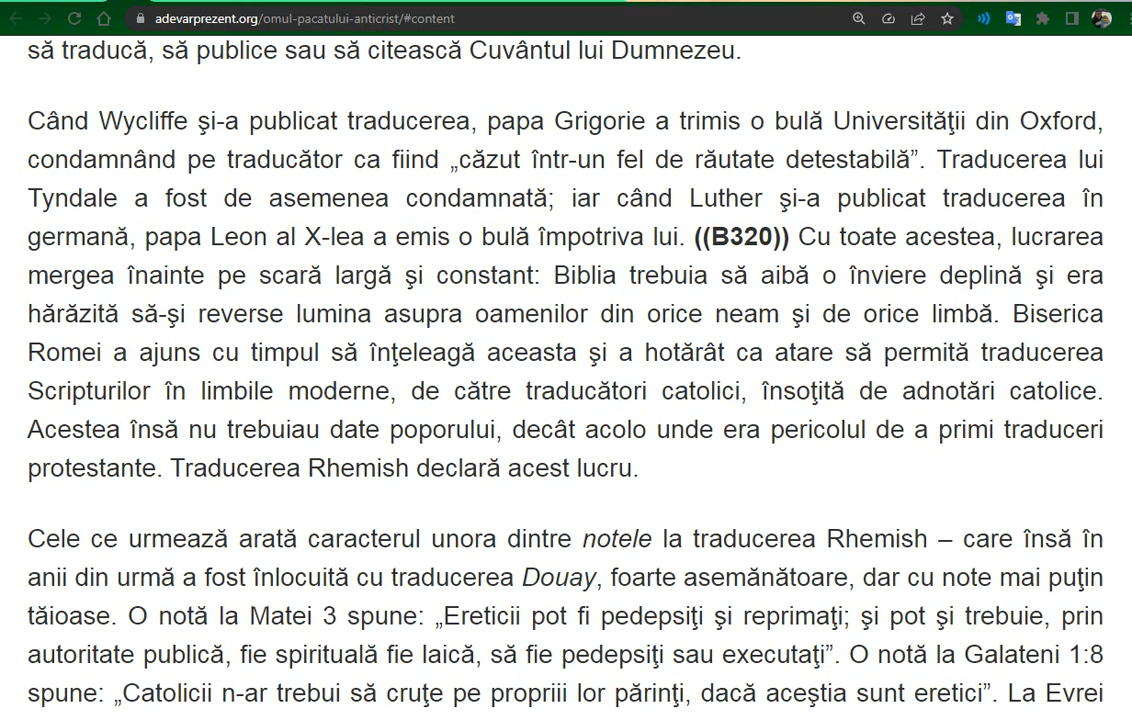 adevarprezent.org/omul-pacatului-anticrist/#content
să traducă, să publice sau să citească Cuvântul lui Dumnezeu.
Când Wycliffe şi-a publicat traducerea, papa Grigorie a trimis o bulă Universităţii din Oxford,
condamnând pe traducător ca fiind „căzut într-un fel de răutate detestabilă”. Traducerea lui
Tyndale a fost de asemenea condamnată; iar când Luther şi-a publicat traducerea în
germană, papa Leon al X-lea a emis o bulă împotriva lui. ((B320)) Cu toate acestea, lucrarea
mergea înainte pe scară largă şi constant: Biblia trebuia să aibă o înviere deplină şi era
hărăzită să-şi reverse lumina asupra oamenilor din orice neam şi de orice limbă. Biserica
Romei a ajuns cu timpul să înţeleagă aceasta şi a hotărât ca atare să permită traducerea
Scripturilor în limbile moderne, de către traducători catolici, însoţită de adnotări catolice.
Acestea însă nu trebuiau date poporului, decât acolo unde era pericolul de a primi traduceri
protestante. Traducerea Rhemish declară acest lucru.
Cele ce urmează arată caracterul unora dintre notele la traducerea Rhemish – care însă în
anii din urmă a fost înlocuită cu traducerea Douay, foarte asemănătoare, dar cu note mai puţin
tăioase. O notă la Matei 3 spune: „Ereticii pot fi pedepsiţi şi reprimaţi; şi pot şi trebuie, prin
autoritate publică, fie spirituală fie laică, să fie pedepsiţi sau executaţi”. O notă la Galateni 1:8
spune: „Catolicii n-ar trebui să cruţe pe propriii lor părinţi, dacă aceştia sunt eretici”. La Evrei